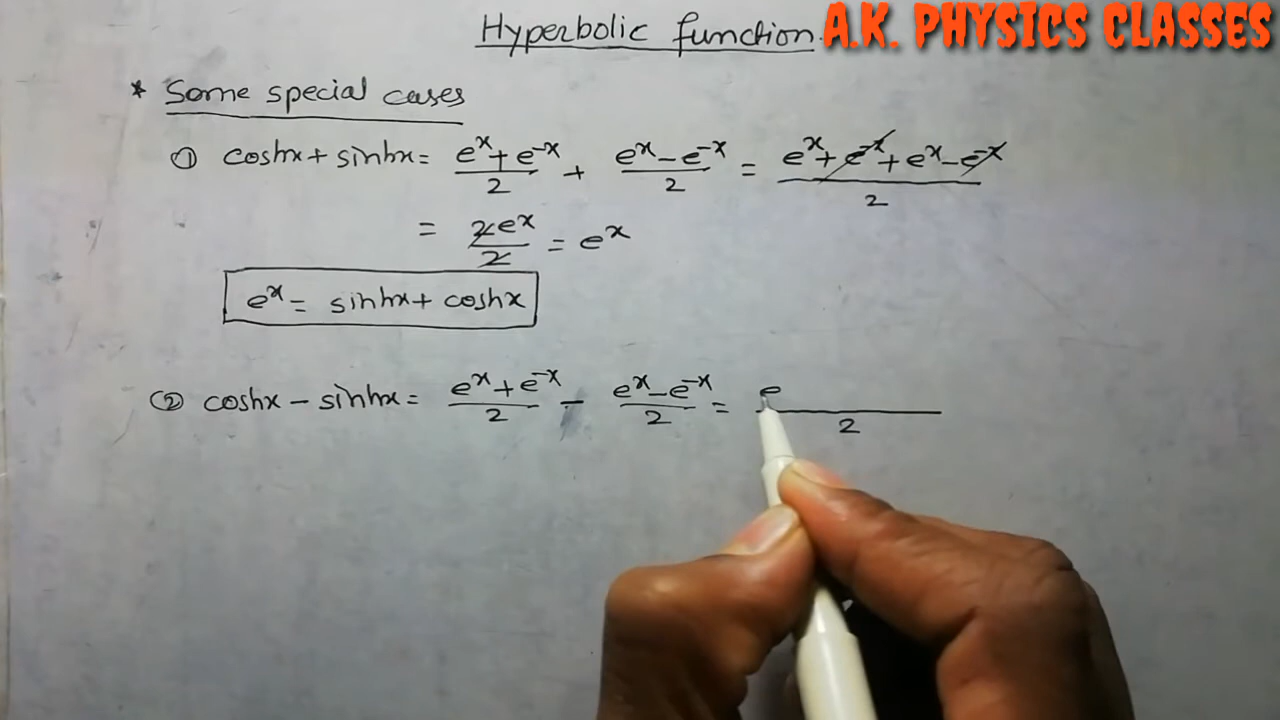 Hyperbolic function. A.K. PHYSICS CLASSES
* Some special cases
① coshx + sinhx = (e^x + e^-x)/2 + (e^x - e^-x)/2 = (e^x + e^-x + e^x - e^-x)/2
= 2e^x/2 = e^x
e^x = sinhx + coshx
② coshx - sinhx = (e^x + e^-x)/2 - (e^x - e^-x)/2 = e/2